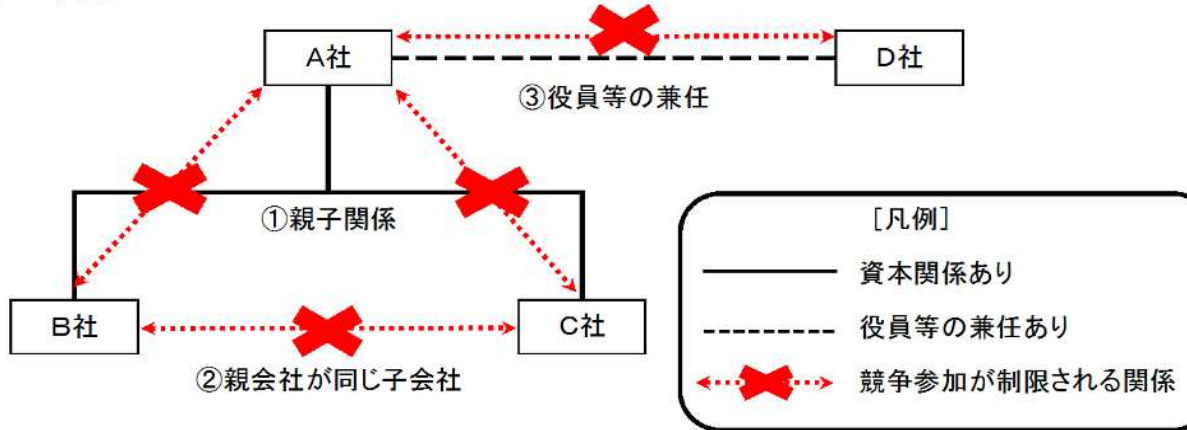 A社
D社
③役員等の兼任
①親子関係
B社
C社
②親会社が同じ子会社
[凡例]
資本関係あり
役員等の兼任あり
競争参加が制限される関係